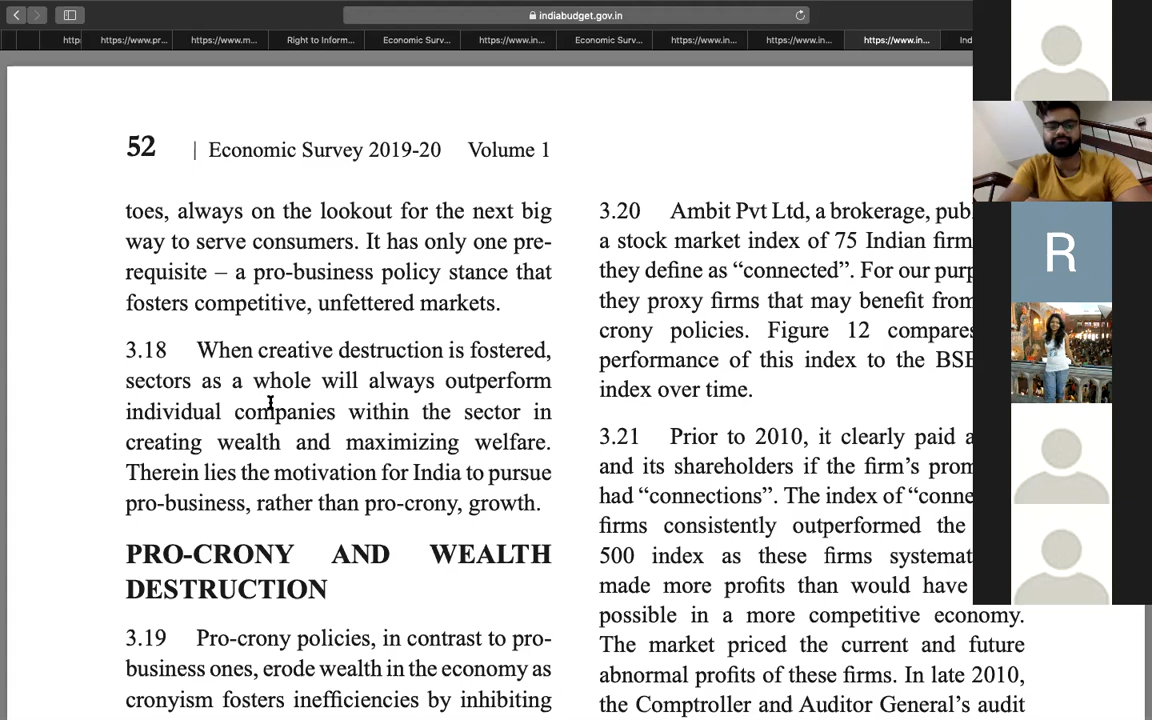 indiabudget.gov.in
http
https://www.pr...
https://www.m...
Right to Inform...
Economic Surv...
https://www.in...
Economic Surv...
https://www.in...
https://www.in...
https://www.in...
Ind
52 | Economic Survey 2019-20 Volume 1
toes, always on the lookout for the next big
way to serve consumers. It has only one pre-
requisite – a pro-business policy stance that
fosters competitive, unfettered markets.
3.18 When creative destruction is fostered,
sectors as a whole will always outperform
individual companies within the sector in
creating wealth and maximizing welfare.
Therein lies the motivation for India to pursue
pro-business, rather than pro-crony, growth.
PRO-CRONY AND WEALTH
DESTRUCTION
3.19 Pro-crony policies, in contrast to pro-
business ones, erode wealth in the economy as
cronyism fosters inefficiencies by inhibiting
3.20 Ambit Pvt Ltd, a brokerage, pub
a stock market index of 75 Indian firm
they define as “connected”. For our purp
they proxy firms that may benefit from
crony policies. Figure 12 compares
performance of this index to the BSE
index over time.
3.21 Prior to 2010, it clearly paid a
and its shareholders if the firm’s prom
had “connections”. The index of “conne
firms consistently outperformed the
500 index as these firms systemat
made more profits than would have
possible in a more competitive economy.
The market priced the current and future
abnormal profits of these firms. In late 2010,
the Comptroller and Auditor General’s audit
R